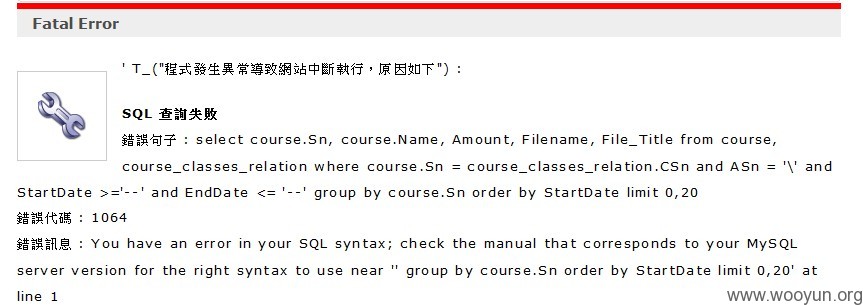 Fatal Error
' T_("程式發生異常導致網站中斷執行，原因如下") :
SQL 查詢失敗
錯誤句子 : select course.Sn, course.Name, Amount, Filename, File_Title from course,
course_classes_relation where course.Sn = course_classes_relation.CSn and ASn = '\' and
StartDate >='--' and EndDate <= '--' group by course.Sn order by StartDate limit 0,20
錯誤代碼 : 1064
錯誤訊息 : You have an error in your SQL syntax; check the manual that corresponds to your MySQL
server version for the right syntax to use near '' group by course.Sn order by StartDate limit 0,20' at
line 1
www.wooyun.org